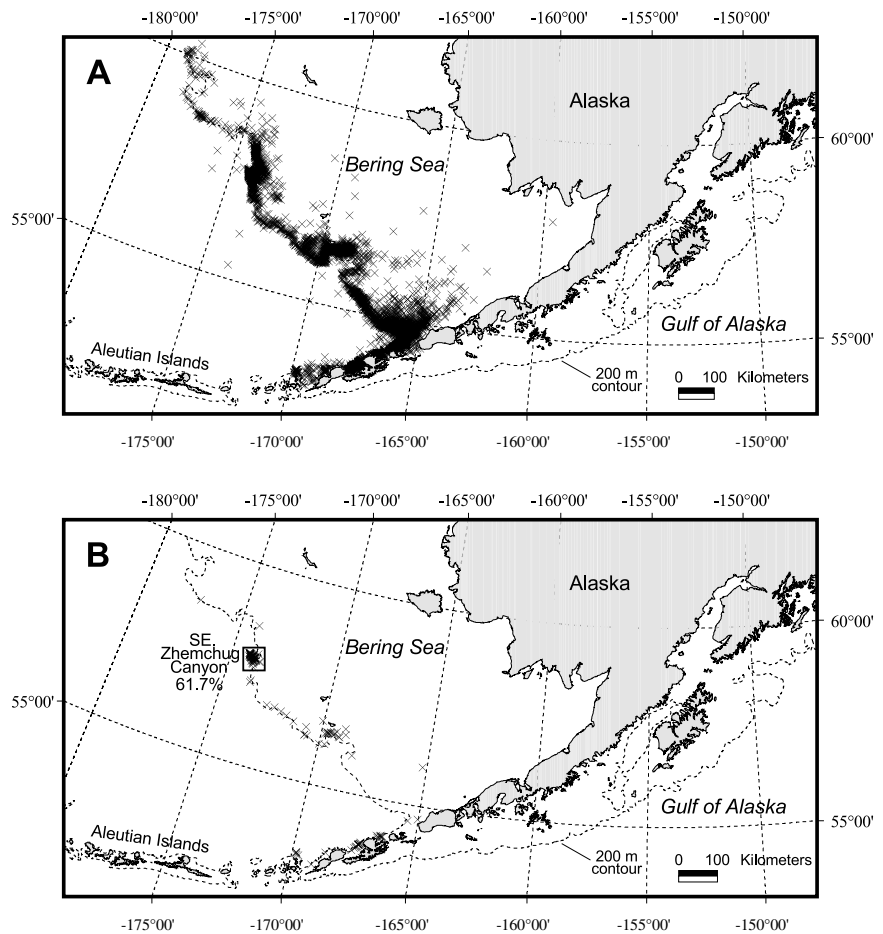 -180°00' -175°00' -170°00' -165°00' -160°00' -155°00' -150°00'
A
Alaska
60°00'
Bering Sea
55°00'
Gulf of Alaska
55°00'
Aleutian Islands
200 m
contour
0 100 Kilometers
-175°00' -170°00' -165°00' -160°00' -155°00' -150°00'
-180°00' -175°00' -170°00' -165°00' -160°00' -155°00' -150°00'
B
Alaska
60°00'
SE
Zhemchug
Canyon
61.7%
Bering Sea
55°00'
Gulf of Alaska
55°00'
Aleutian Islands
200 m
contour
0 100 Kilometers
-175°00' -170°00' -165°00' -160°00' -155°00' -150°00'